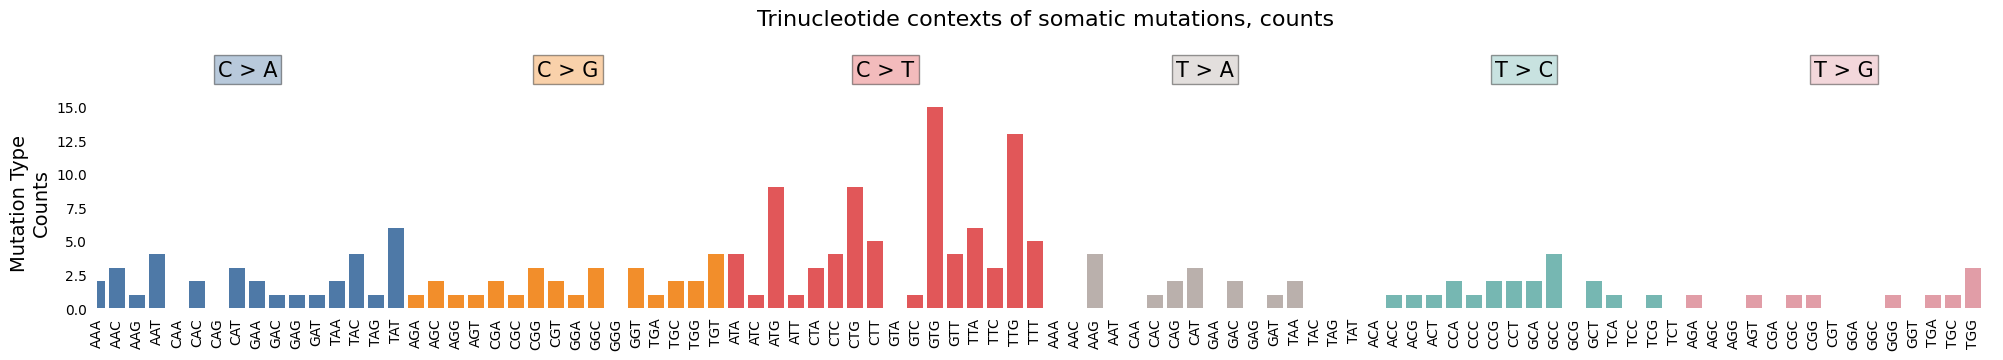 Trinucleotide contexts of somatic mutations, counts
C > A C > G C > T T > A T > C T > G
Mutation Type
Counts
15.0
12.5
10.0
7.5
5.0
2.5
0.0
AAA AAC AAG AAT CAA CAC CAG CAT GAA GAC GAG GAT TAA TAC TAG TAT AGA AGC AGG AGT CGA CGC CGG CGT GGA GGC GGG GGT TGA TGC TGG TGT ATA ATC ATG ATT CTA CTC CTG CTT GTA GTC GTG GTT TTA TTC TTG TTT AAA AAC AAG AAT CAA CAC CAG CAT GAA GAC GAG GAT TAA TAC TAG TAT ACA ACC ACG ACT CCA CCC CCG CCT GCA GCC GCG GCT TCA TCC TCG TCT AGA AGC AGG AGT CGA CGC CGG CGT GGA GGC GGG GGT TGA TGC TGG